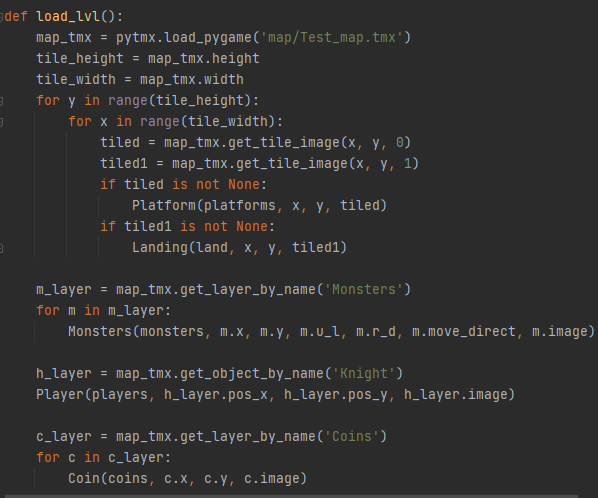 def load_lvl():
    map_tmx = pytmx.load_pygame('map/Test_map.tmx')
    tile_height = map_tmx.height
    tile_width = map_tmx.width
    for y in range(tile_height):
        for x in range(tile_width):
            tiled = map_tmx.get_tile_image(x, y, 0)
            tiled1 = map_tmx.get_tile_image(x, y, 1)
            if tiled is not None:
                Platform(platforms, x, y, tiled)
            if tiled1 is not None:
                Landing(land, x, y, tiled1)

    m_layer = map_tmx.get_layer_by_name('Monsters')
    for m in m_layer:
        Monsters(monsters, m.x, m.y, m.u_l, m.r_d, m.move_direct, m.image)

    h_layer = map_tmx.get_object_by_name('Knight')
    Player(players, h_layer.pos_x, h_layer.pos_y, h_layer.image)

    c_layer = map_tmx.get_layer_by_name('Coins')
    for c in c_layer:
        Coin(coins, c.x, c.y, c.image)